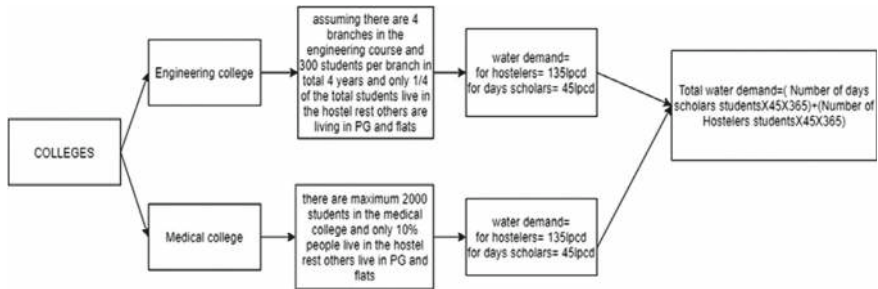 COLLEGES
Engineering college
assuming there are 4
branches in the
engineering course and
300 students per branch in
total 4 years and only 1/4
of the total students live in
the hostel rest others are
living in PG and flats
water demand=
for hostelers= 135lpcd
for days scholars= 45lpcd
Total water demand=( Number of days
scholars studentsX45X365)+(Number of
Hostelers studentsX45X365)
Medical college
there are maximum 2000
students in the medical
college and only 10%
people live in the hostel
rest others live in PG and
flats
water demand=
for hostelers= 135lpcd
for days scholars= 45lpcd